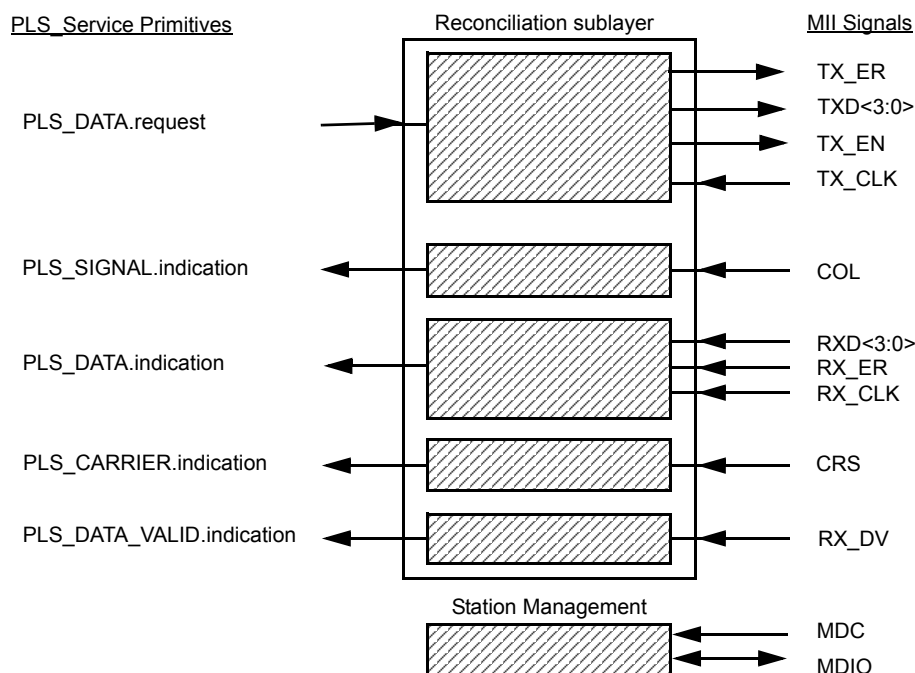 PLS_Service Primitives
Reconciliation sublayer
MII Signals
TX_ER
TXD<3:0>
PLS_DATA.request
TX_EN
TX_CLK
PLS_SIGNAL.indication
COL
RXD<3:0>
PLS_DATA.indication
RX_ER
RX_CLK
PLS_CARRIER.indication
CRS
PLS_DATA_VALID.indication
RX_DV
Station Management
MDC
MDIO